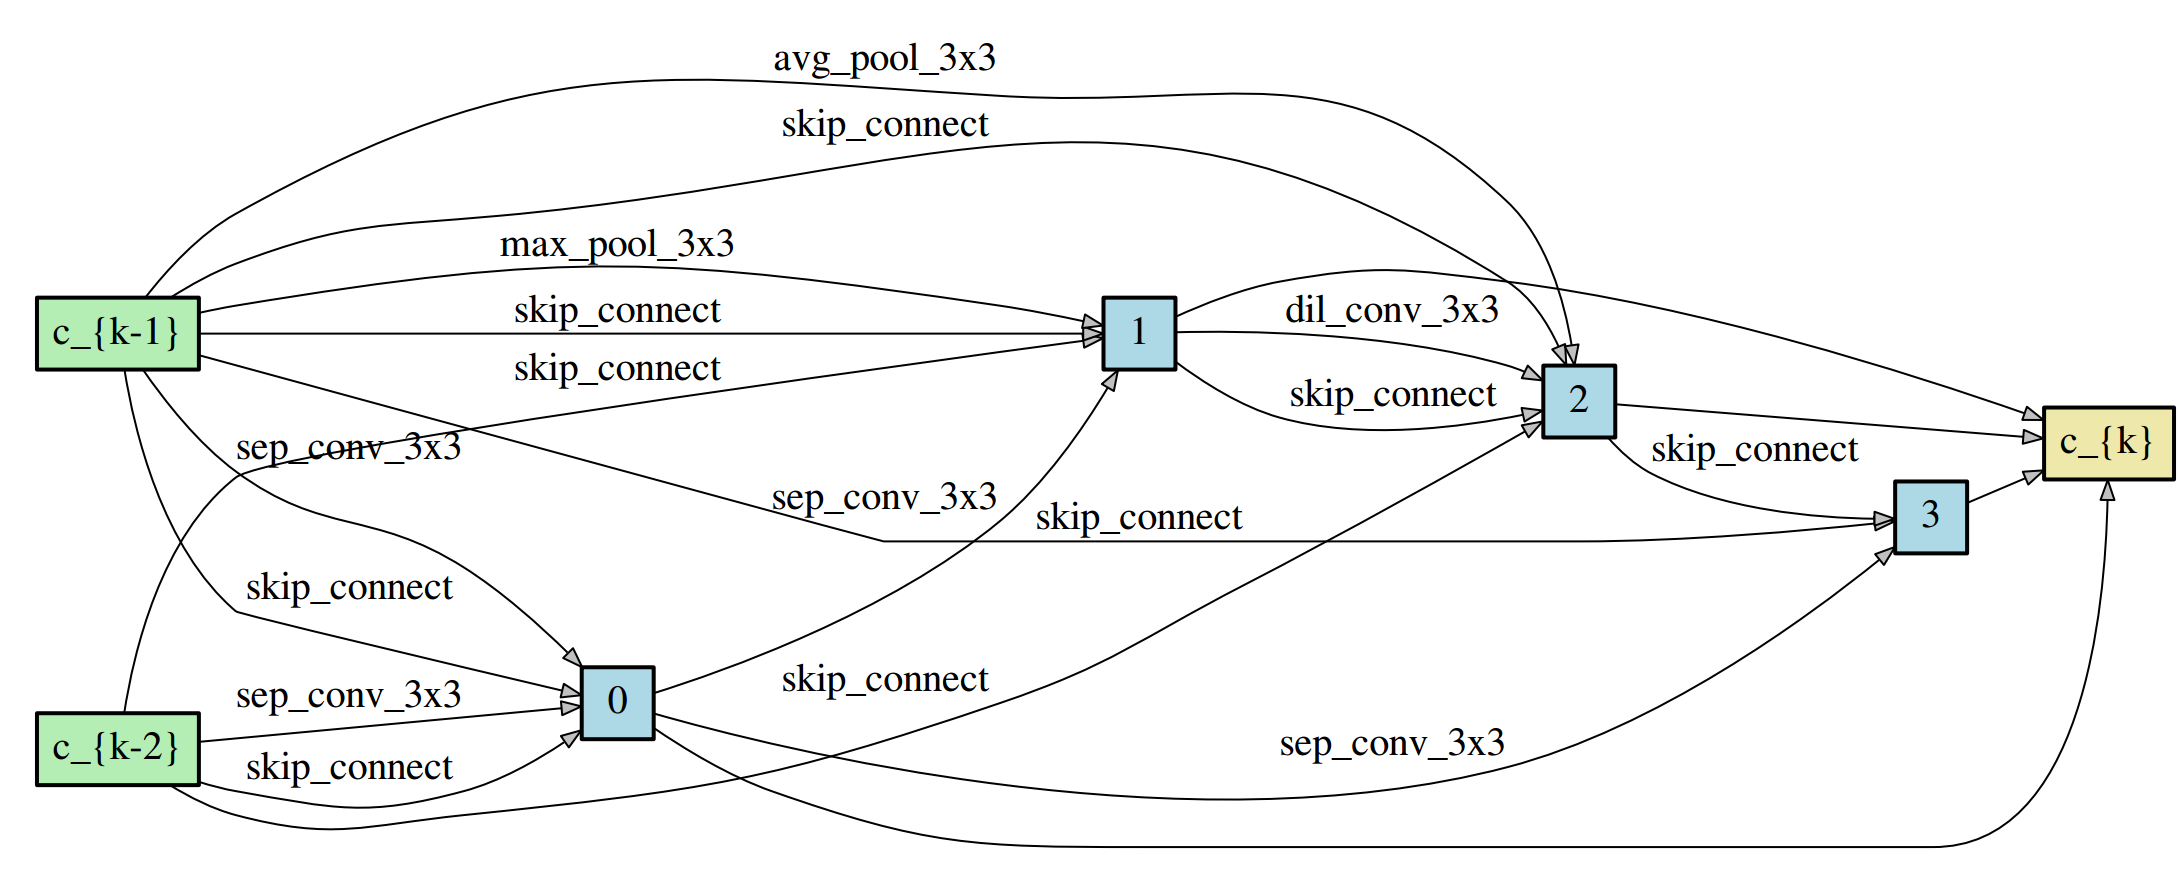 avg_pool_3x3
skip_connect
max_pool_3x3
skip_connect
dil_conv_3x3
c_{k-1}
1
skip_connect
skip_connect
2
sep_conv_3x3
skip_connect
c_{k}
sep_conv_3x3
skip_connect
3
skip_connect
skip_connect
sep_conv_3x3
0
c_{k-2}
sep_conv_3x3
skip_connect